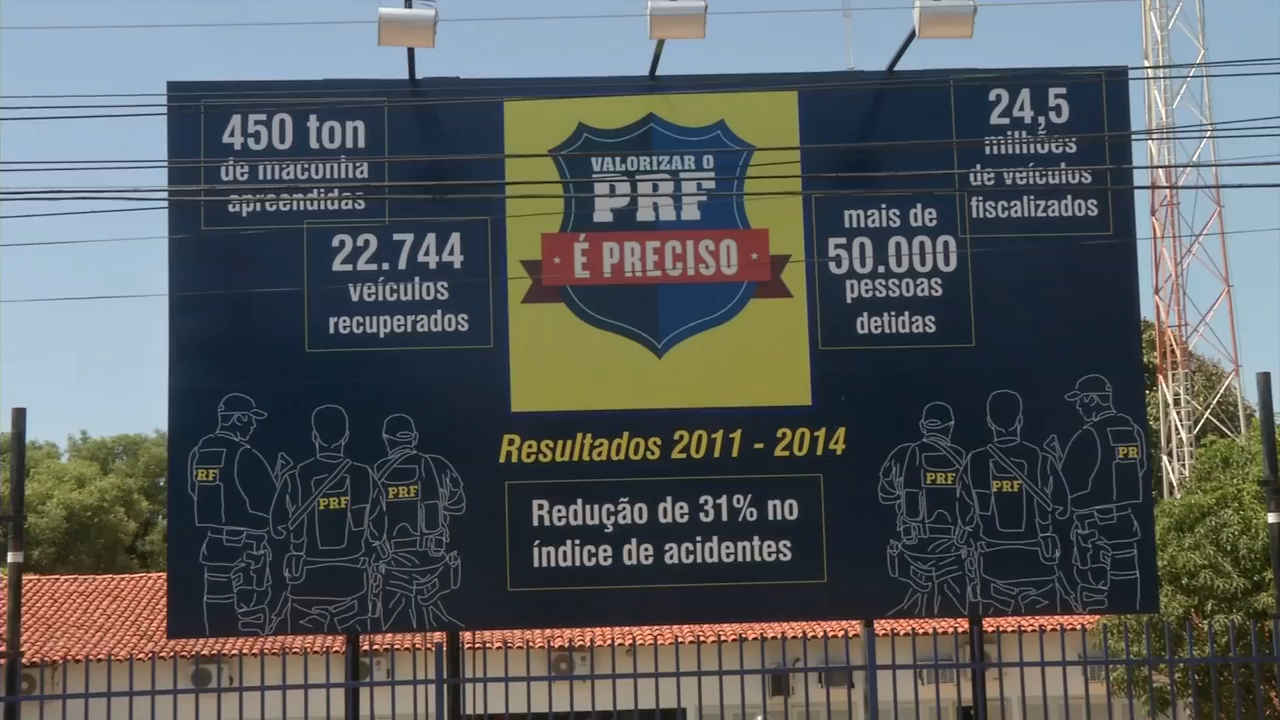 450 ton
de maconha
apreendidas
22.744
veículos
recuperados
VALORIZAR O
PRF
É PRECISO
24,5
milhões
de veículos
fiscalizados
mais de
50.000
pessoas
detidas
Resultados 2011 - 2014
Redução de 31% no
índice de acidentes
RF
PRF
PRF
PRF
PRF
PR